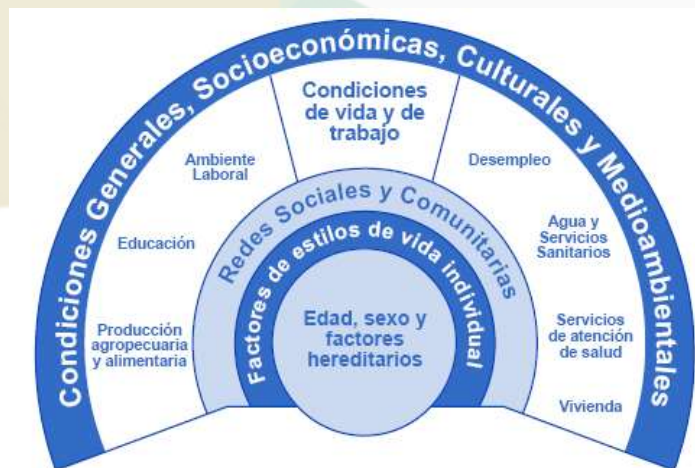 Condiciones Generales, Socioeconómicas, Culturales y Medioambientales
Condiciones
de vida y de
trabajo
Ambiente
Laboral
Desempleo
Educación
Agua y
Servicios
Sanitarios
Producción
agropecuaria
y alimentaria
Servicios
de atención
de salud
Vivienda
Redes Sociales y Comunitarias
Factores de estilos de vida individual
Edad, sexo y
factores
hereditarios